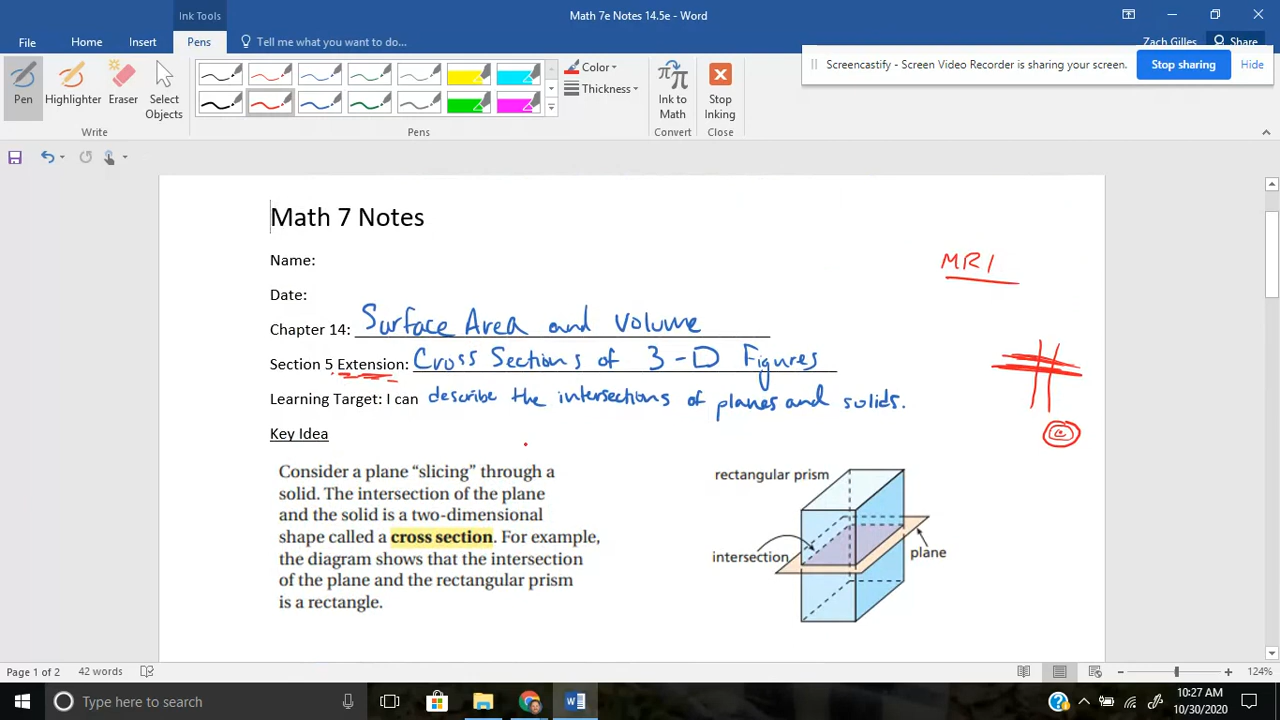 Ink Tools
Math 7e Notes 14.5e - Word
File Home Insert Pens Tell me what you want to do... Zach Gilles Share
Screencastify - Screen Video Recorder is sharing your screen. Stop sharing Hide
Pen Highlighter Eraser Select Objects
Color
Thickness
Ink to Math
Stop Inking
Write Pens Convert Close
Math 7 Notes
Name:
MRI
Date:
Chapter 14: Surface Area and Volume
Section 5 Extension: Cross Sections of 3-D Figures
Learning Target: I can describe the intersections of planes and solids.
Key Idea
Consider a plane “slicing” through a
solid. The intersection of the plane
and the solid is a two-dimensional
shape called a cross section. For example,
the diagram shows that the intersection
of the plane and the rectangular prism
is a rectangle.
rectangular prism
intersection
plane
Page 1 of 2 42 words 124%
Type here to search
10:27 AM
10/30/2020